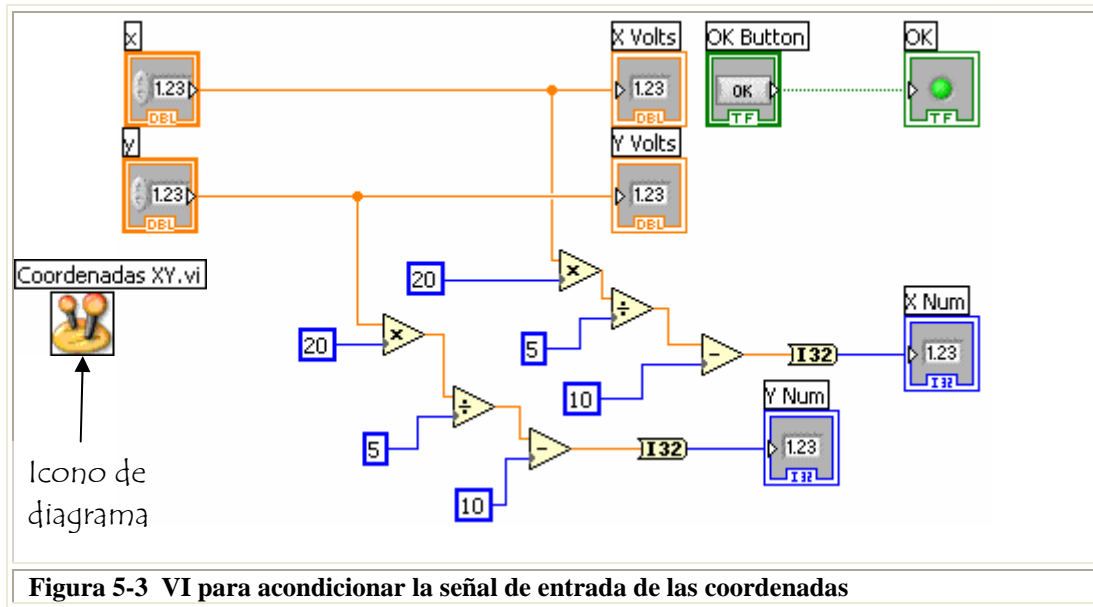 x
X Volts
OK Button
OK
1.23
DBL
1.23
DBL
OK
TF
TF
y
Y Volts
1.23
DBL
1.23
DBL
Coordenadas XY.vi
20
X Num
20
5
I32
1.23
I32
10
Y Num
5
I32
1.23
I32
10
Icono de
diagrama
Figura 5-3 VI para acondicionar la señal de entrada de las coordenadas